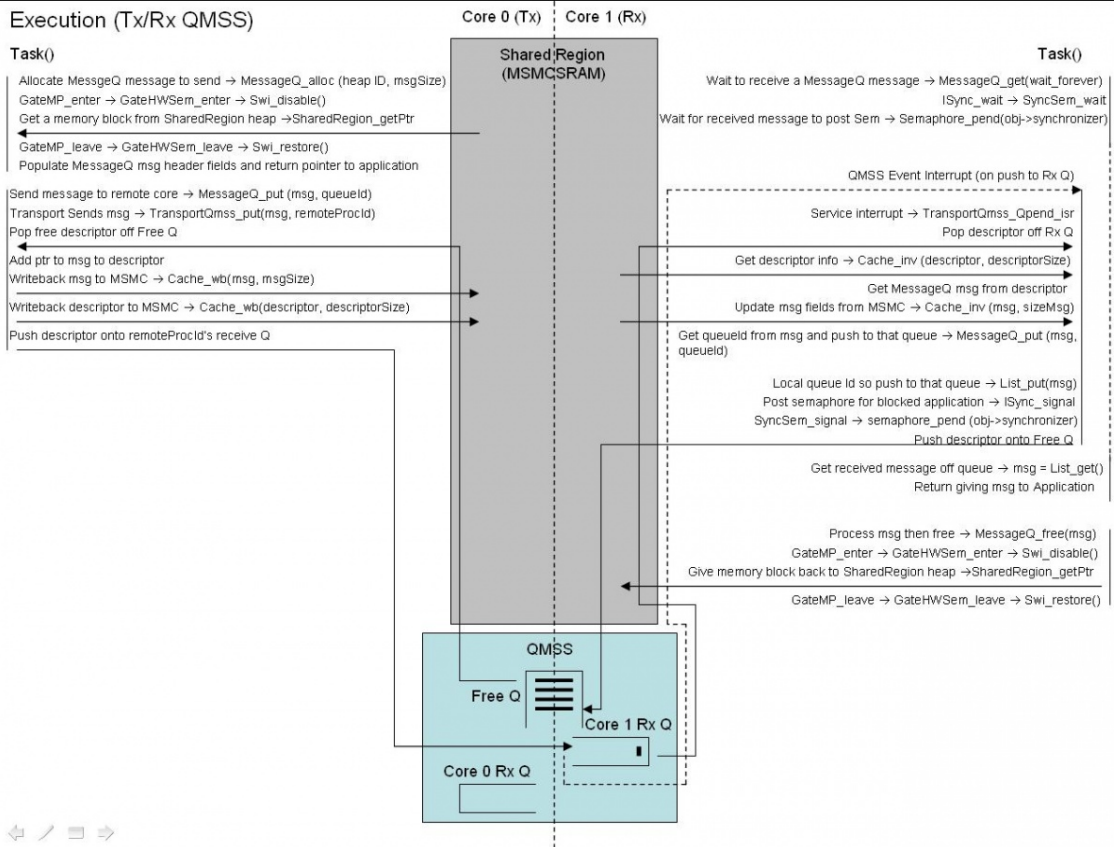 Execution (Tx/Rx QMSS)
Core 0 (Tx)
Core 1 (Rx)
Task()
Allocate MessgeQ message to send → MessageQ_alloc (heap ID, msgSize)
GateMP_enter → GateHWSem_enter → Swi_disable()
Get a memory block from SharedRegion heap →SharedRegion_getPtr
GateMP_leave → GateHWSem_leave → Swi_restore()
Populate MessageQ msg header fields and return pointer to application
Send message to remote core → MessageQ_put (msg, queueId)
Transport Sends msg → TransportQmss_put(msg, remoteProcId)
Pop free descriptor off Free Q
Add ptr to msg to descriptor
Writeback msg to MSMC → Cache_wb(msg, msgSize)
Writeback descriptor to MSMC → Cache_wb(descriptor, descriptorSize)
Push descriptor onto remoteProcId's receive Q
Shared Region
(MSMCSRAM)
Task()
Wait to receive a MessageQ message → MessageQ_get(wait_forever)
ISync_wait → SyncSem_wait
Wait for received message to post Sem → Semaphore_pend(obj->synchronizer)
QMSS Event Interrupt (on push to Rx Q)
Service interrupt → TransportQmss_Qpend_isr
Pop descriptor off Rx Q
Get descriptor info → Cache_inv (descriptor, descriptorSize)
Get MessageQ msg from descriptor
Update msg fields from MSMC → Cache_inv (msg, sizeMsg)
Get queueId from msg and push to that queue → MessageQ_put (msg,
queueId)
Local queue Id so push to that queue → List_put(msg)
Post semaphore for blocked application → ISync_signal
SyncSem_signal → semaphore_pend (obj->synchronizer)
Push descriptor onto Free Q
Get received message off queue → msg = List_get()
Return giving msg to Application
Process msg then free → MessageQ_free(msg)
GateMP_enter → GateHWSem_enter → Swi_disable()
Give memory block back to SharedRegion heap →SharedRegion_getPtr
GateMP_leave → GateHWSem_leave → Swi_restore()
QMSS
Free Q
Core 1 Rx Q
Core 0 Rx Q